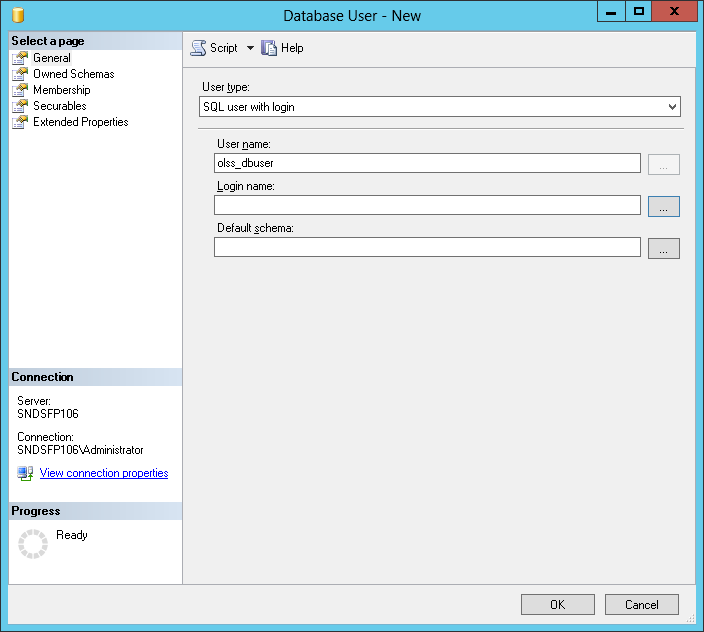 Database User - New
Select a page
General
Owned Schemas
Membership
Securables
Extended Properties
Script
Help
User type:
SQL user with login
User name:
olss_dbuser
...
Login name:
...
Default schema:
...
Connection
Server:
SNDSFP106
Connection:
SNDSFP106\Administrator
View connection properties
Progress
Ready
OK
Cancel